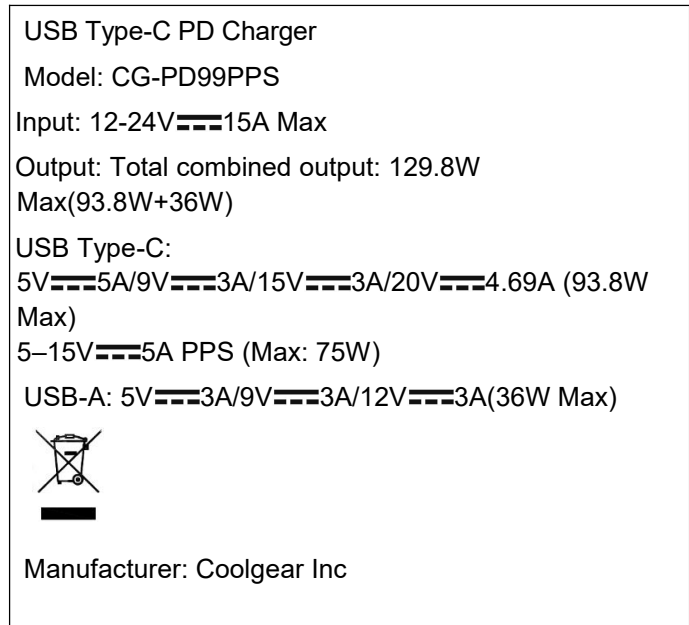 USB Type-C PD Charger
Model: CG-PD99PPS
Input: 12-24V⎓15A Max
Output: Total combined output: 129.8W
Max(93.8W+36W)
USB Type-C:
5V⎓5A/9V⎓3A/15V⎓3A/20V⎓4.69A (93.8W
Max)
5–15V⎓5A PPS (Max: 75W)
USB-A: 5V⎓3A/9V⎓3A/12V⎓3A(36W Max)
Manufacturer: Coolgear Inc